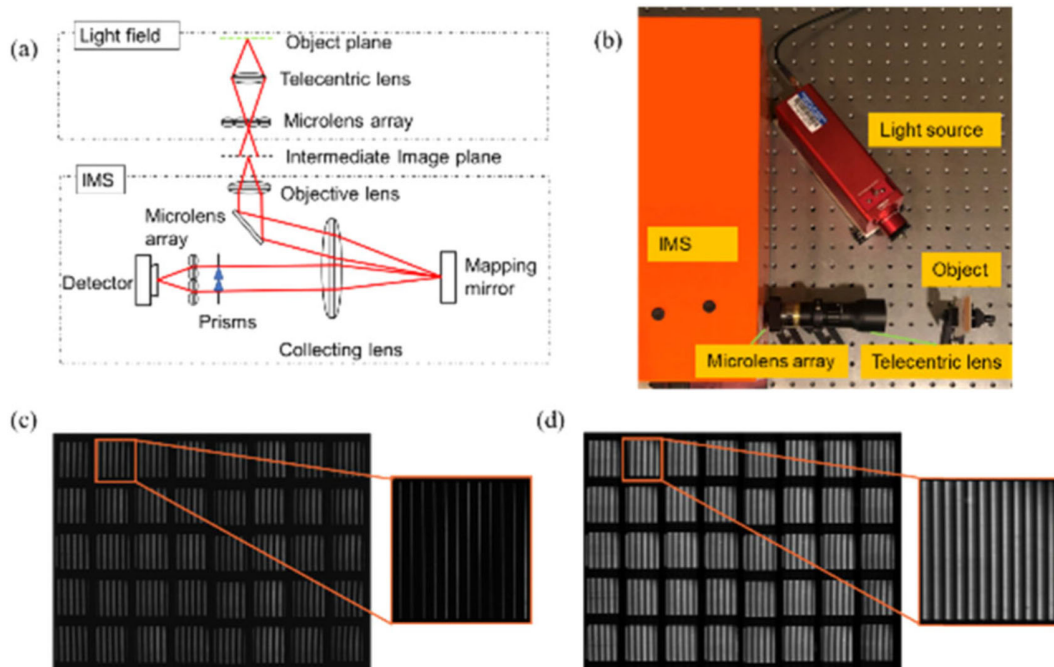 (a)
Light field
Object plane
Telecentric lens
Microlens array
Intermediate Image plane
IMS
Objective lens
Microlens
array
Detector
Mapping
mirror
Prisms
Collecting lens
(b)
Light source
IMS
Object
Microlens array
Telecentric lens
(c)
(d)